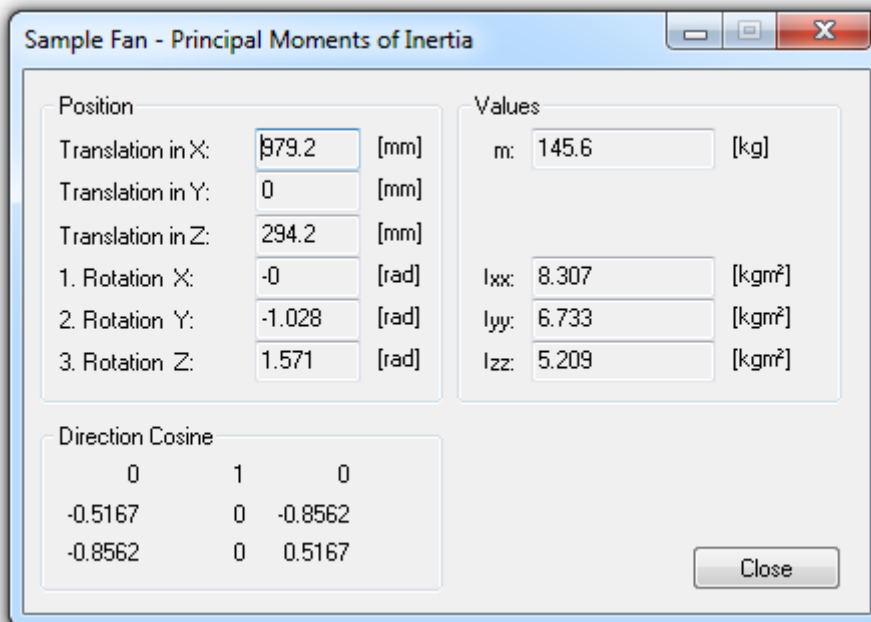 Sample Fan - Principal Moments of Inertia
Position
Translation in X: 979.2 [mm]
Translation in Y: 0 [mm]
Translation in Z: 294.2 [mm]
1. Rotation X: -0 [rad]
2. Rotation Y: -1.028 [rad]
3. Rotation Z: 1.571 [rad]
Values
m: 145.6 [kg]
Ixx: 8.307 [kgm²]
Iyy: 6.733 [kgm²]
Izz: 5.209 [kgm²]
Direction Cosine
0 1 0
-0.5167 0 -0.8562
-0.8562 0 0.5167
Close